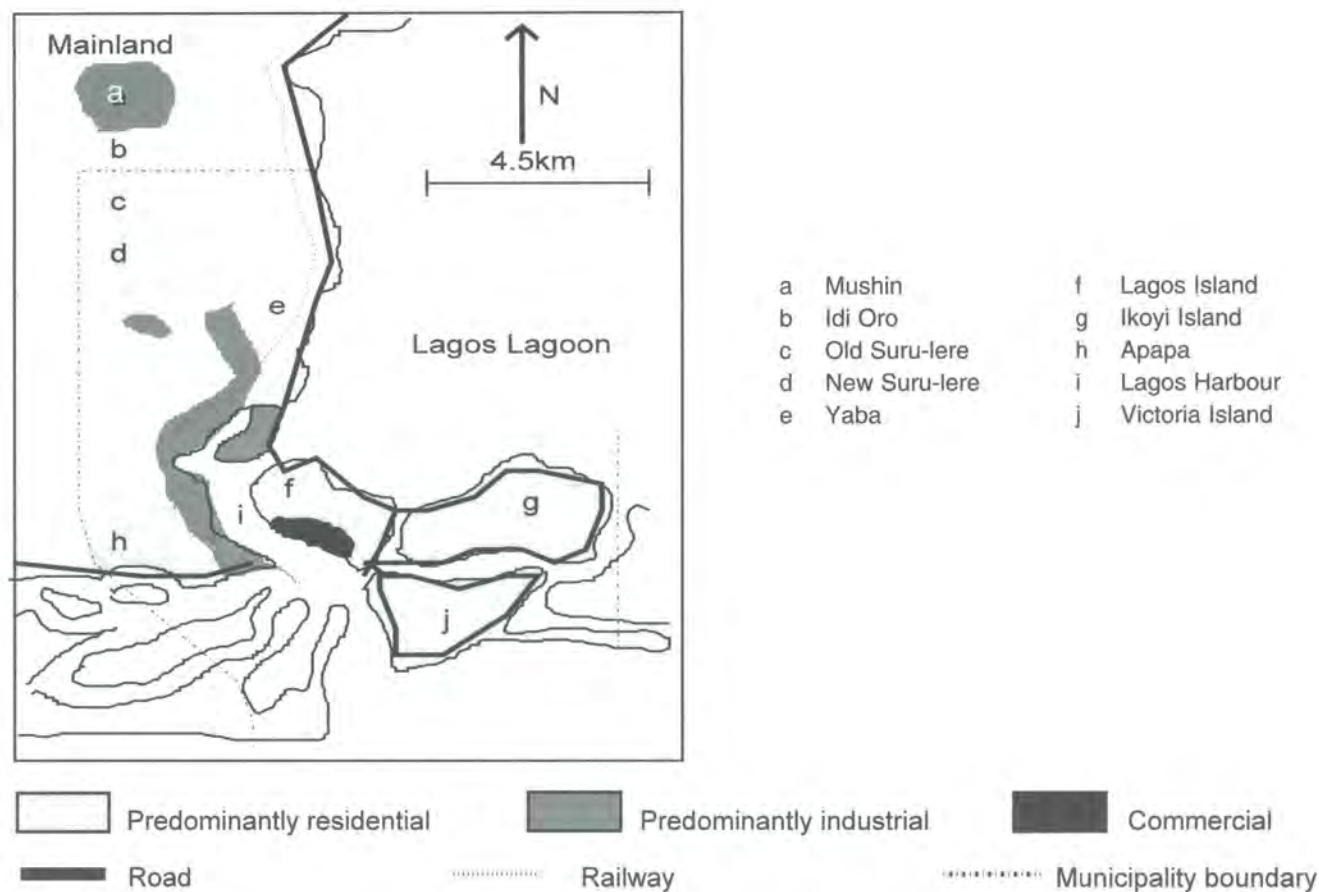 Mainland
a
N
b
4.5km
c
d
e
Lagos Lagoon
f
g
i
h
j
a Mushin
b Idi Oro
c Old Suru-lere
d New Suru-lere
e Yaba
f Lagos Island
g Ikoyi Island
h Apapa
i Lagos Harbour
j Victoria Island
Predominantly residential
Predominantly industrial
Commercial
Road
Railway
Municipality boundary